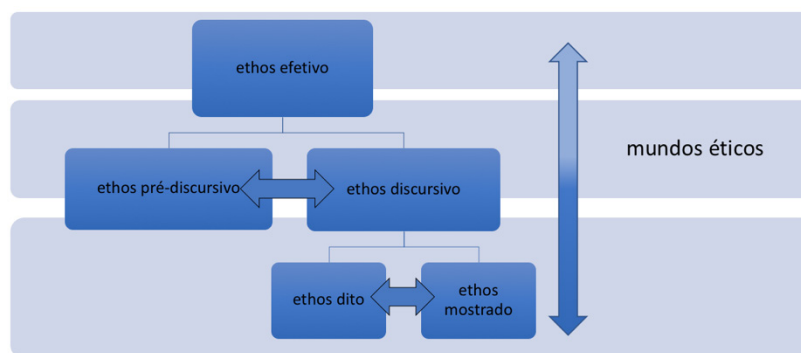 ethos efetivo
mundos éticos
ethos pré-discursivo
ethos discursivo
ethos dito
ethos
mostrado